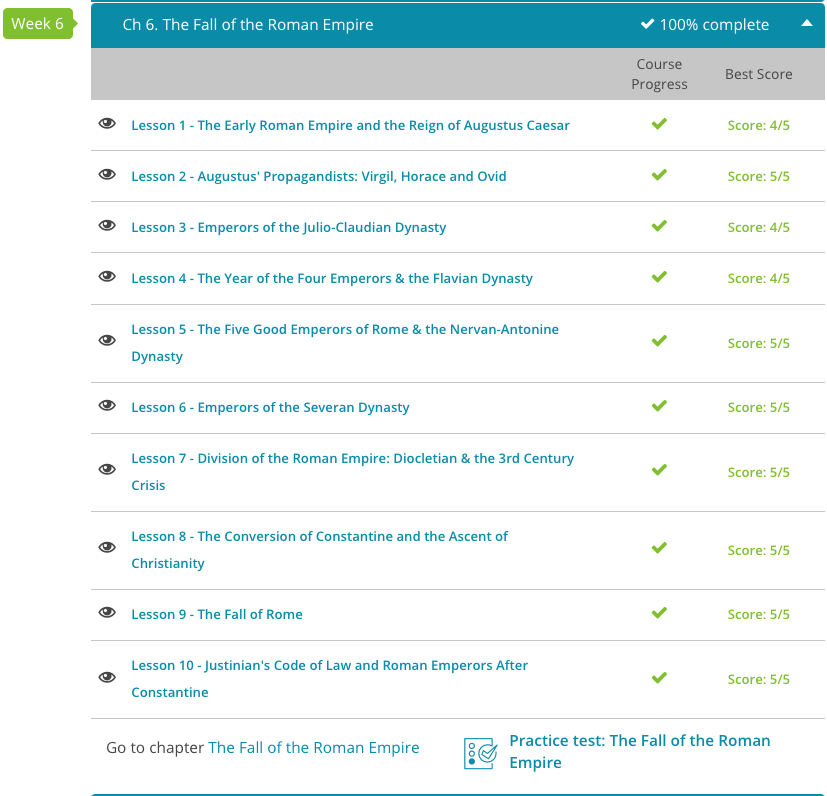 Week 6
Ch 6. The Fall of the Roman Empire
100% complete
Course
Progress
Best Score
Lesson 1 - The Early Roman Empire and the Reign of Augustus Caesar
Score: 4/5
Lesson 2 - Augustus' Propagandists: Virgil, Horace and Ovid
Score: 5/5
Lesson 3 - Emperors of the Julio-Claudian Dynasty
Score: 4/5
Lesson 4 - The Year of the Four Emperors & the Flavian Dynasty
Score: 4/5
Lesson 5 - The Five Good Emperors of Rome & the Nervan-Antonine
Dynasty
Score: 5/5
Lesson 6 - Emperors of the Severan Dynasty
Score: 5/5
Lesson 7 - Division of the Roman Empire: Diocletian & the 3rd Century
Crisis
Score: 5/5
Lesson 8 - The Conversion of Constantine and the Ascent of
Christianity
Score: 5/5
Lesson 9 - The Fall of Rome
Score: 5/5
Lesson 10 - Justinian's Code of Law and Roman Emperors After
Constantine
Score: 5/5
Go to chapter The Fall of the Roman Empire
Practice test: The Fall of the Roman
Empire